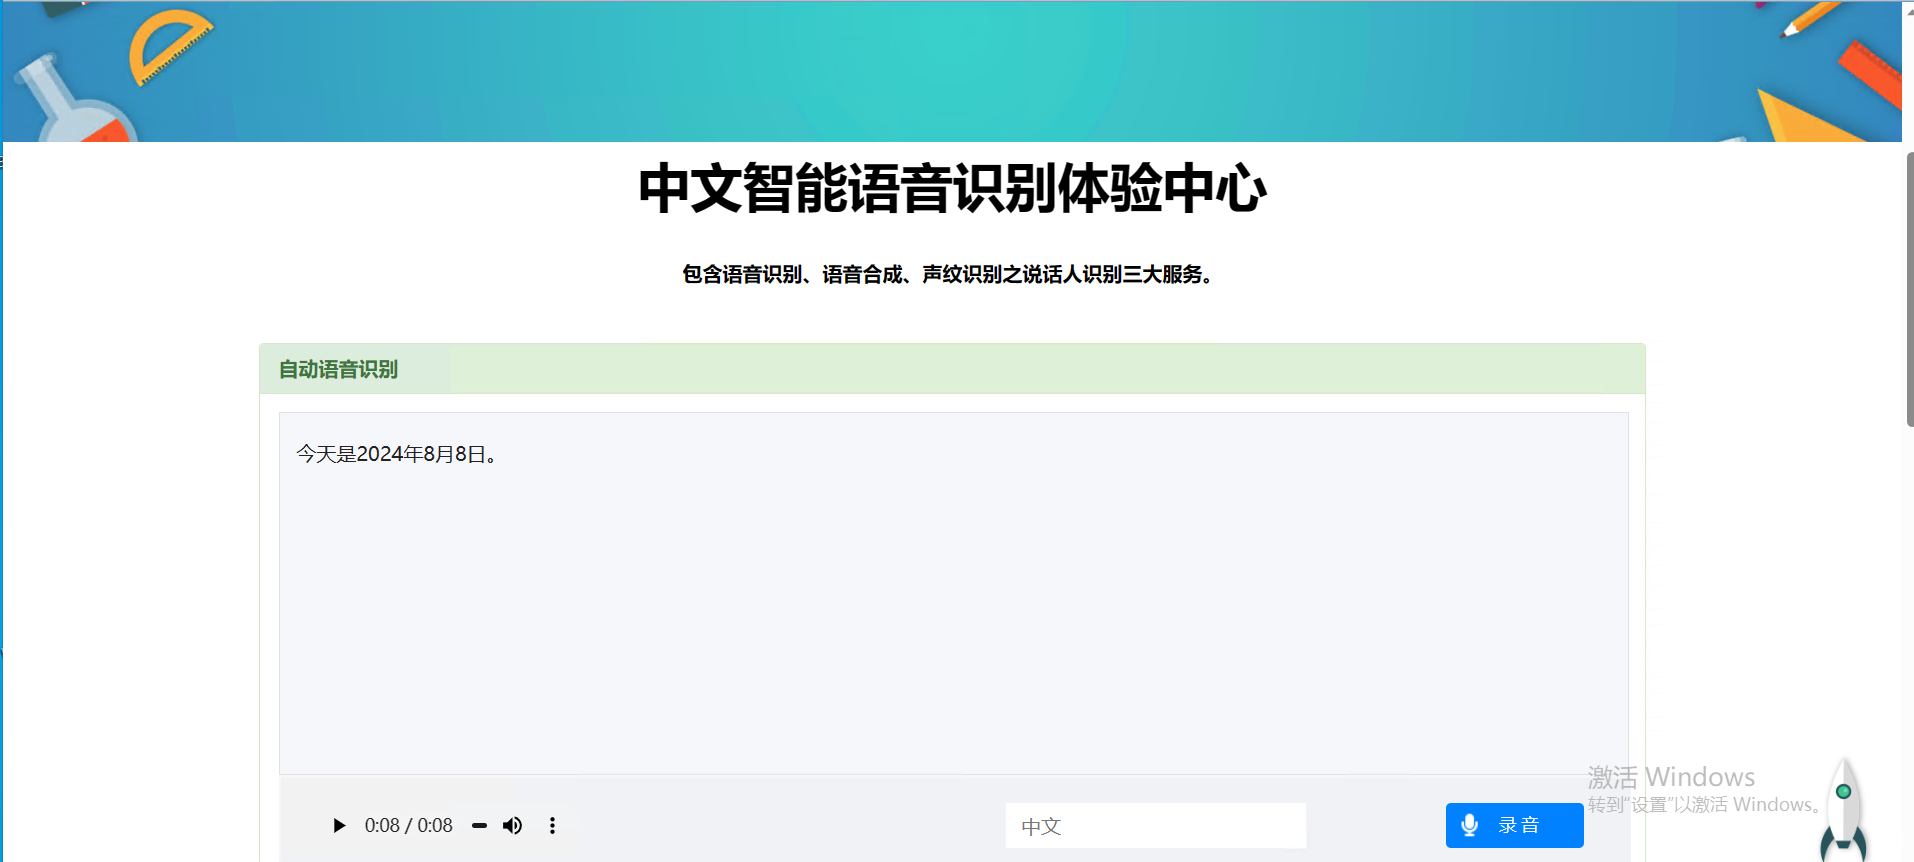 中文智能语音识别体验中心
包含语音识别、语音合成、声纹识别之说话人识别三大服务。
自动语音识别
今天是2024年8月8日。
0:08 / 0:08
中文
录音
激活 Windows
转到“设置”以激活 Windows。